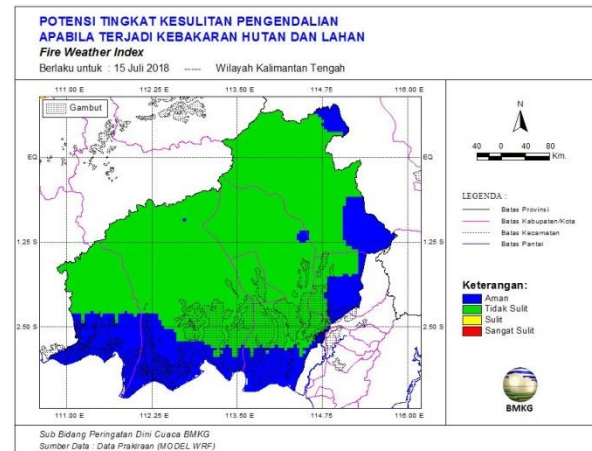 POTENSI TINGKAT KESULITAN PENGENDALIAN
APABILA TERJADI KEBAKARAN HUTAN DAN LAHAN
Fire Weather Index
Berlaku untuk : 15 Juli 2018 ----- Wilayah Kalimantan Tengah
111.00 E 112.25 E 113.50 E 114.75 E 116.00 E
Gambut
EQ EQ
1.25 S 1.25 S
2.50 S 2.50 S
111.00 E 112.25 E 113.50 E 114.75 E 116.00 E
N
40 0 40 80
Km.
LEGENDA :
Batas Provinsi
Batas Kabupaten/Kota
Batas Kecamatan
Batas Pantai
Keterangan:
Aman
Tidak Sulit
Sulit
Sangat Sulit
BMKG
Sub Bidang Peringatan Dini Cuaca BMKG
Sumber Data : Data Prakiraan (MODEL WRF)